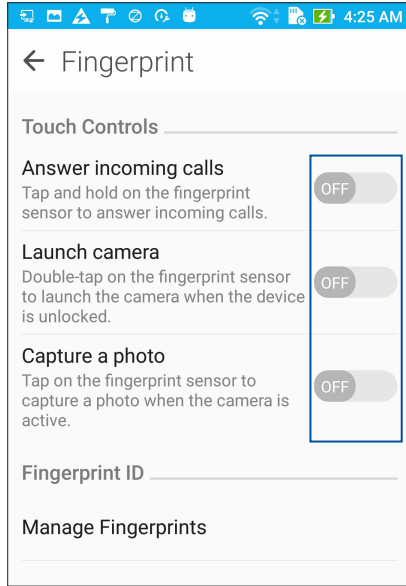 4:25 AM
Fingerprint
Touch Controls
Answer incoming calls
Tap and hold on the fingerprint
sensor to answer incoming calls.
OFF
Launch camera
Double-tap on the fingerprint sensor
to launch the camera when the device
is unlocked.
OFF
Capture a photo
Tap on the fingerprint sensor to
capture a photo when the camera is
active.
OFF
Fingerprint ID
Manage Fingerprints